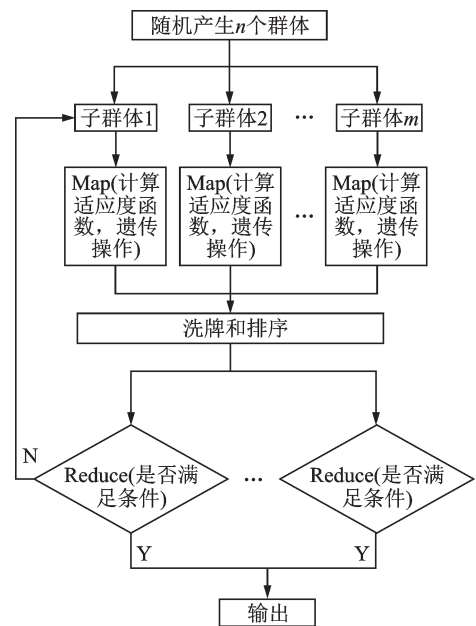 随机产生n个群体
子群体1
子群体2
...
子群体m
Map(计算
适应度函
数，遗传
操作)
Map(计算
适应度函
数，遗传
操作)
...
Map(计算
适应度函
数，遗传
操作)
洗牌和排序
N
Reduce(是否满
足条件)
...
Reduce(是否满
足条件)
Y
Y
输出